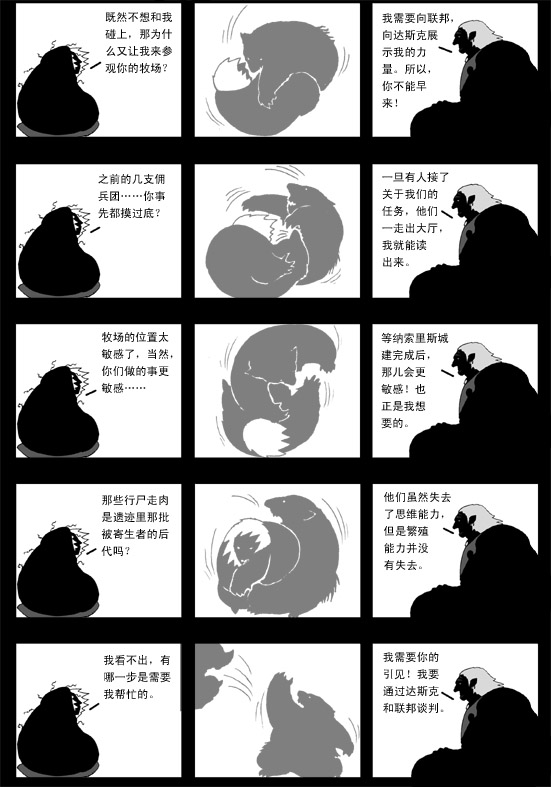 既然不想和我
碰上，那为什
么又让我来参
观你的牧场？
我需要向联邦，
向达斯克展
示我的力
量。所以，
你不能早
来！
之前的几支佣
兵团……你事
先都摸过底？
一旦有人接了
关于我们的
任务，他们
一走出大厅，
我就能读
出来。
牧场的位置太
敏感了，当然，
你们做的事更
敏感……
等纳索里斯城
建完成后，
那儿会更
敏感！也
正是我想
要的。
那些行尸走肉
是遗迹里那批
被寄生者的后
代吗？
他们虽然失去
了思维能力，
但是繁殖
能力并没
有失去。
我看不出，有
哪一步是需要
我帮忙的。
我需要你的
引见！我要
通过达斯克
和联邦谈判。